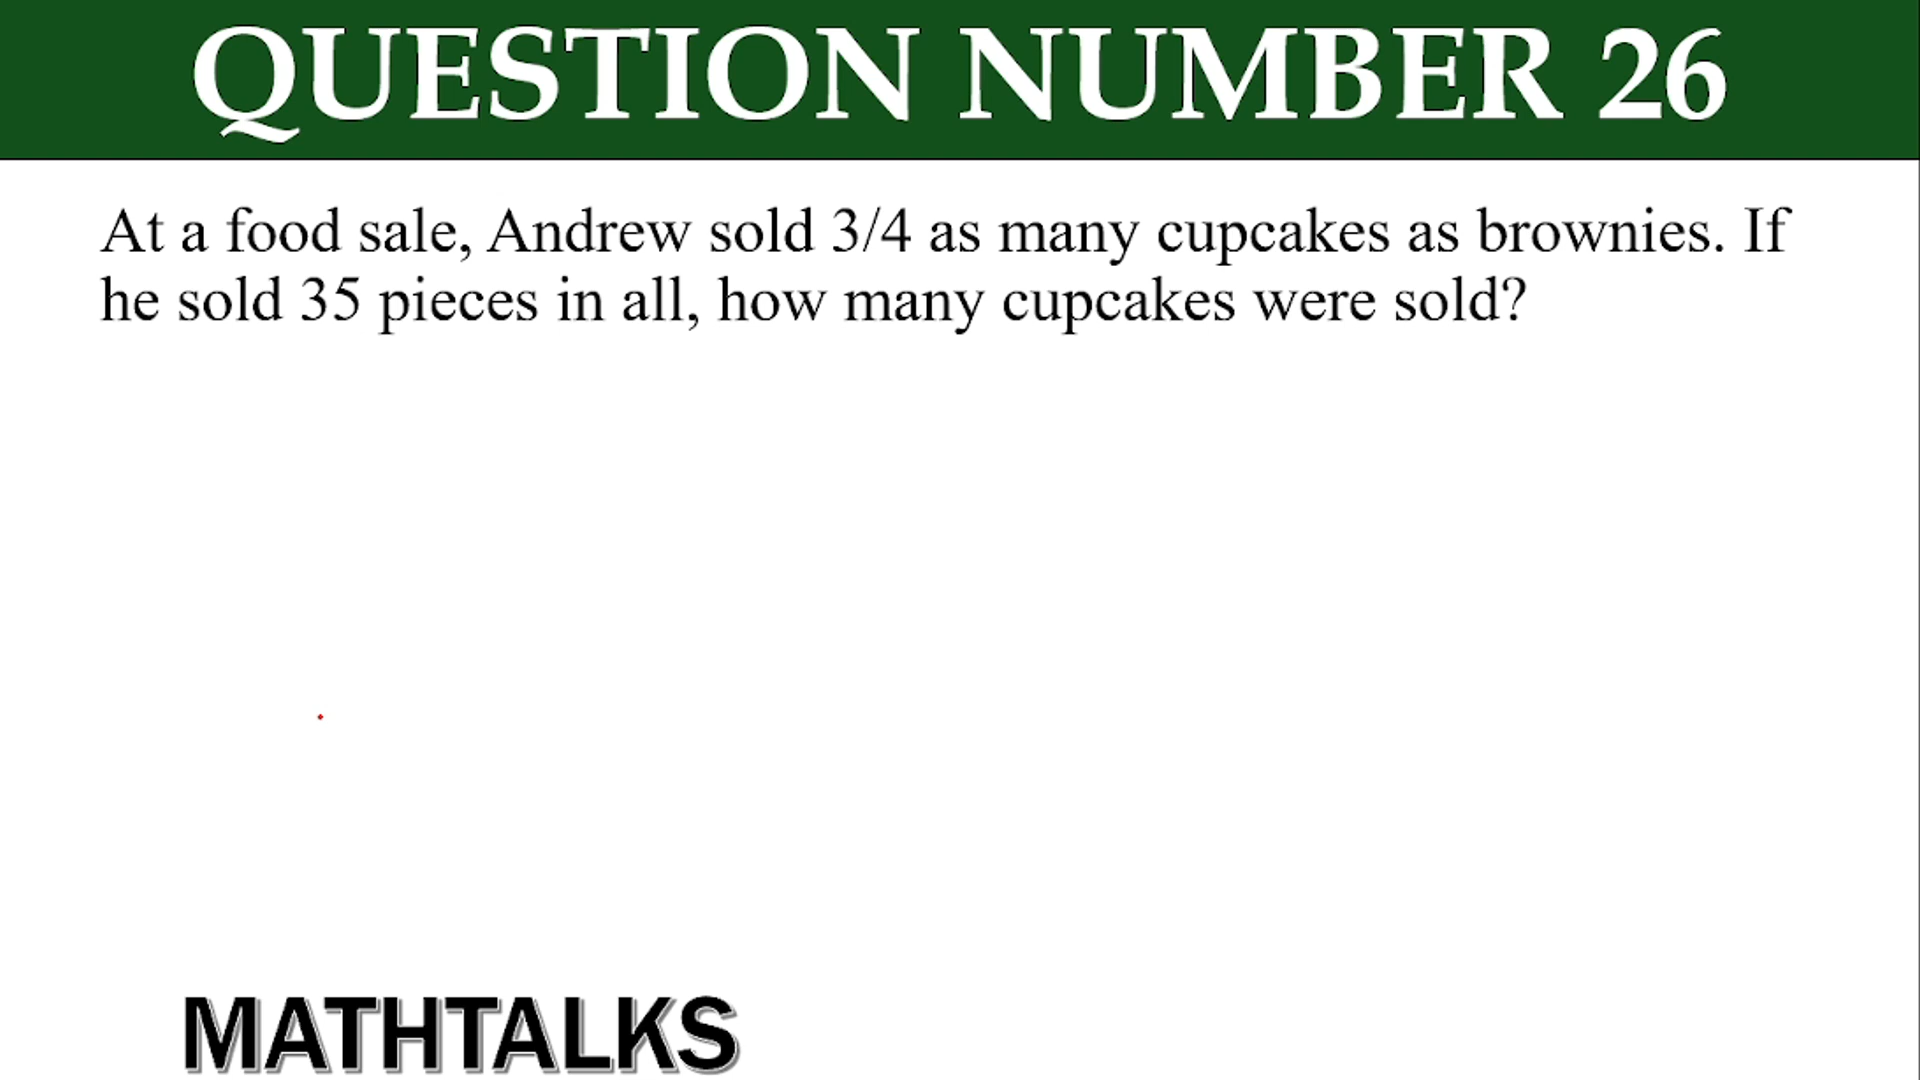 QUESTION NUMBER 26
At a food sale, Andrew sold 3/4 as many cupcakes as brownies. If
he sold 35 pieces in all, how many cupcakes were sold?
MATHTALKS